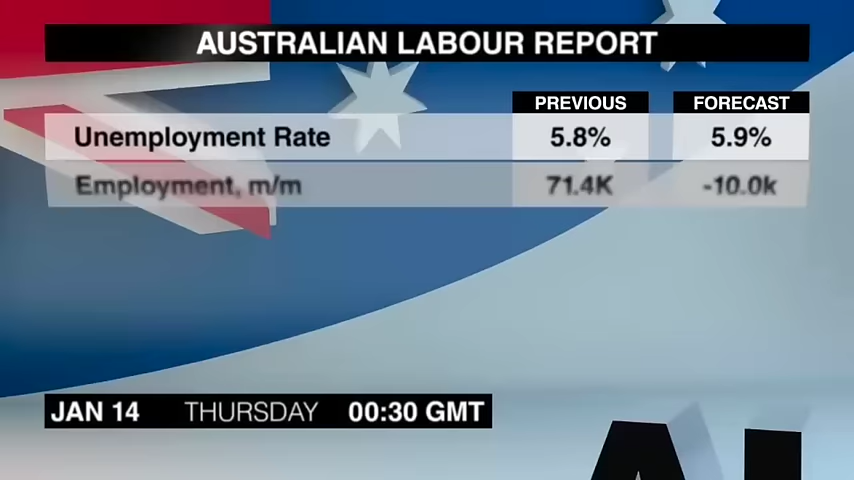 AUSTRALIAN LABOUR REPORT
PREVIOUS FORECAST
Unemployment Rate 5.8% 5.9%
Employment, m/m 71.4K -10.0k
JAN 14 THURSDAY 00:30 GMT